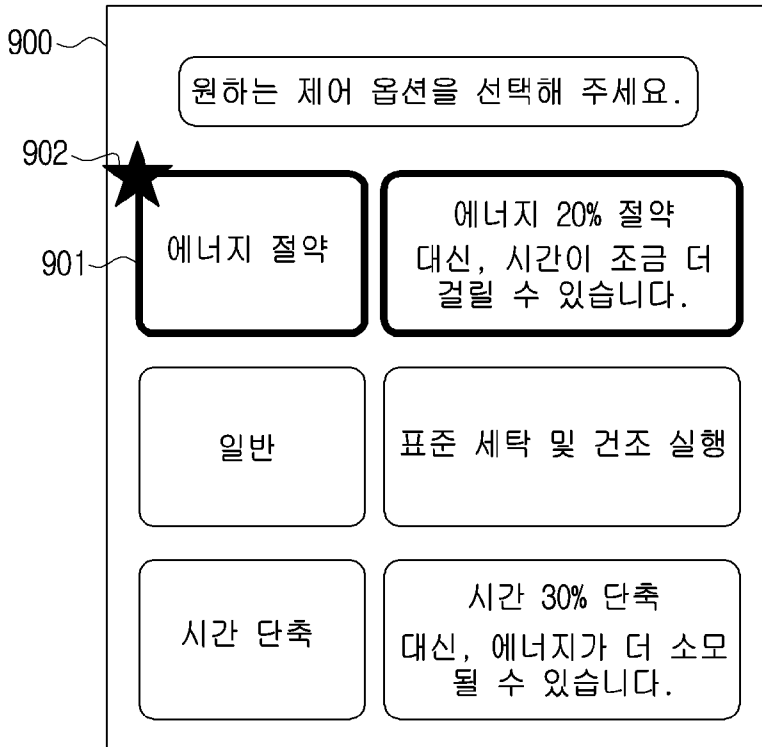 900
원하는 제어 옵션을 선택해 주세요.
902
901
에너지 절약
에너지 20% 절약
대신, 시간이 조금 더
걸릴 수 있습니다.
일반
표준 세탁 및 건조 실행
시간 단축
시간 30% 단축
대신, 에너지가 더 소모
될 수 있습니다.